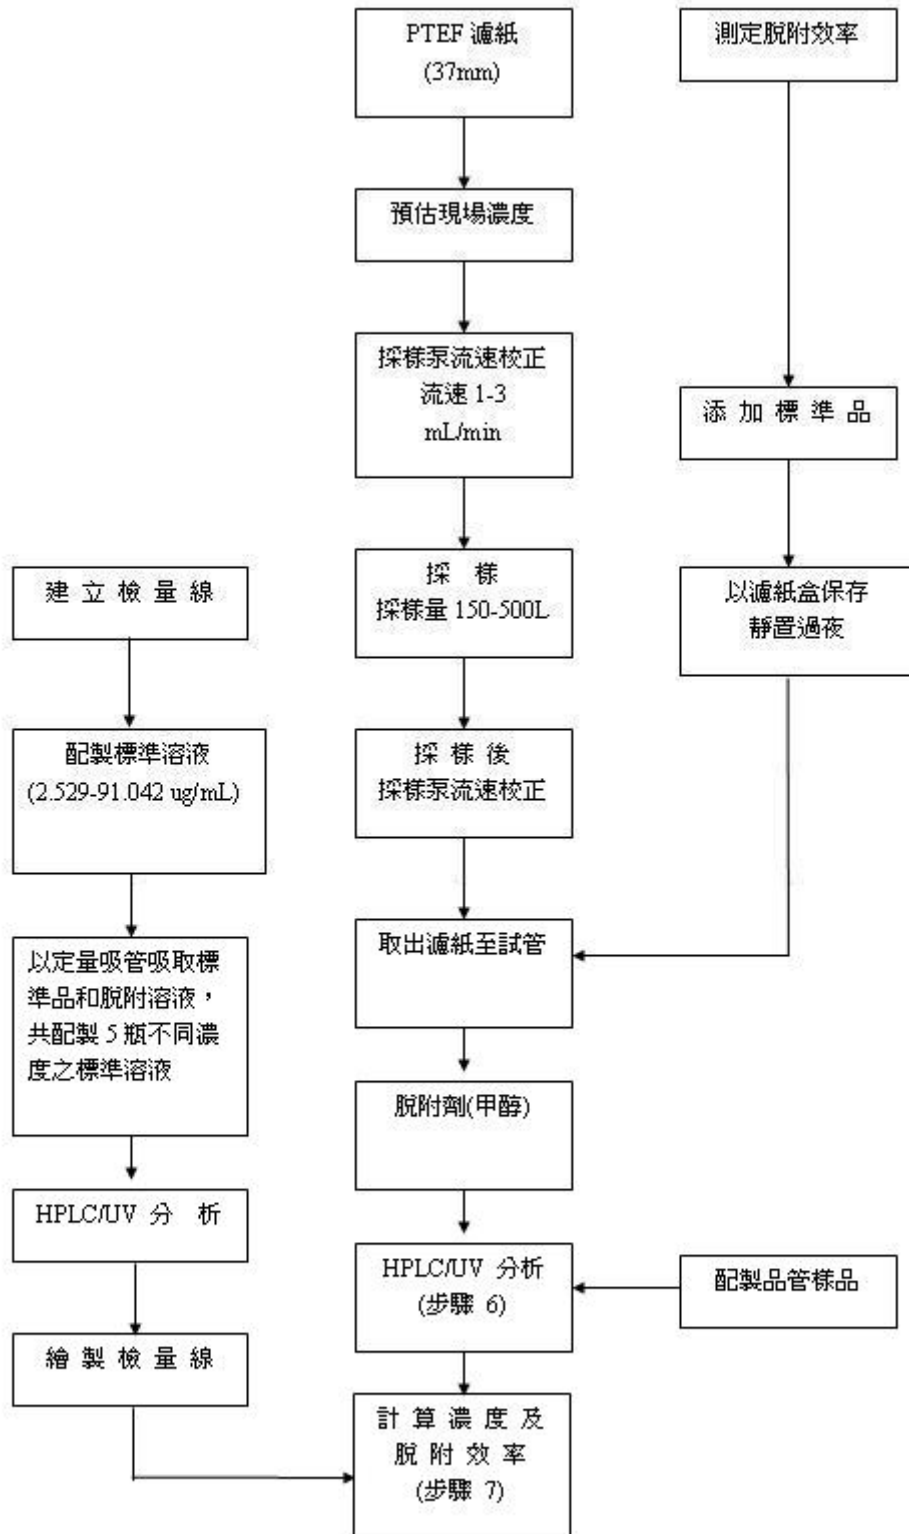 PTEF 濾紙
(37mm)
測定脫附效率
預估現場濃度
採樣泵流速校正
流速 1-3
mL/min
添 加 標 準 品
採 樣
採樣量 150-500L
建 立 檢 量 線
以濾紙盒保存
靜置過夜
配製標準溶液
(2.529-91.042 ug/mL)
採 樣 後
採樣泵流速校正
取出濾紙至試管
以定量吸管吸取標
準品和脫附溶液，
共配製 5 瓶不同濃
度之標準溶液
脫附劑(甲醇)
HPLC/UV 分 析
HPLC/UV 分析
(步驟 6)
配製品管樣品
繪 製 檢 量 線
計 算 濃 度 及
脫 附 效 率
(步驟 7)